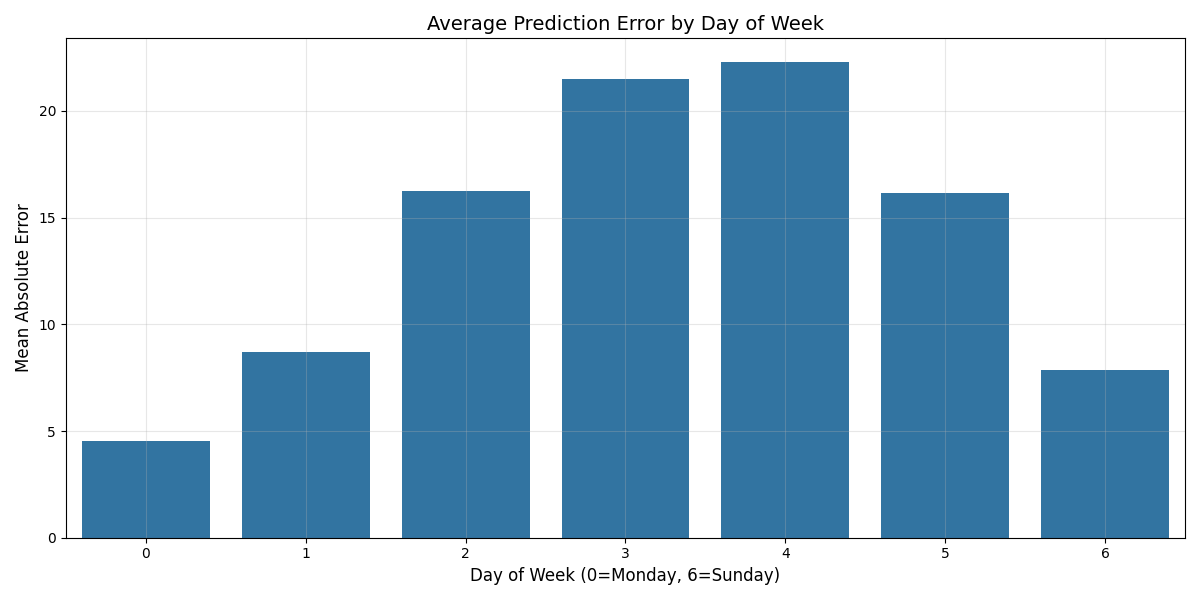 Average Prediction Error by Day of Week
Mean Absolute Error
20
15
10
5
0
0 1 2 3 4 5 6
Day of Week (0=Monday, 6=Sunday)